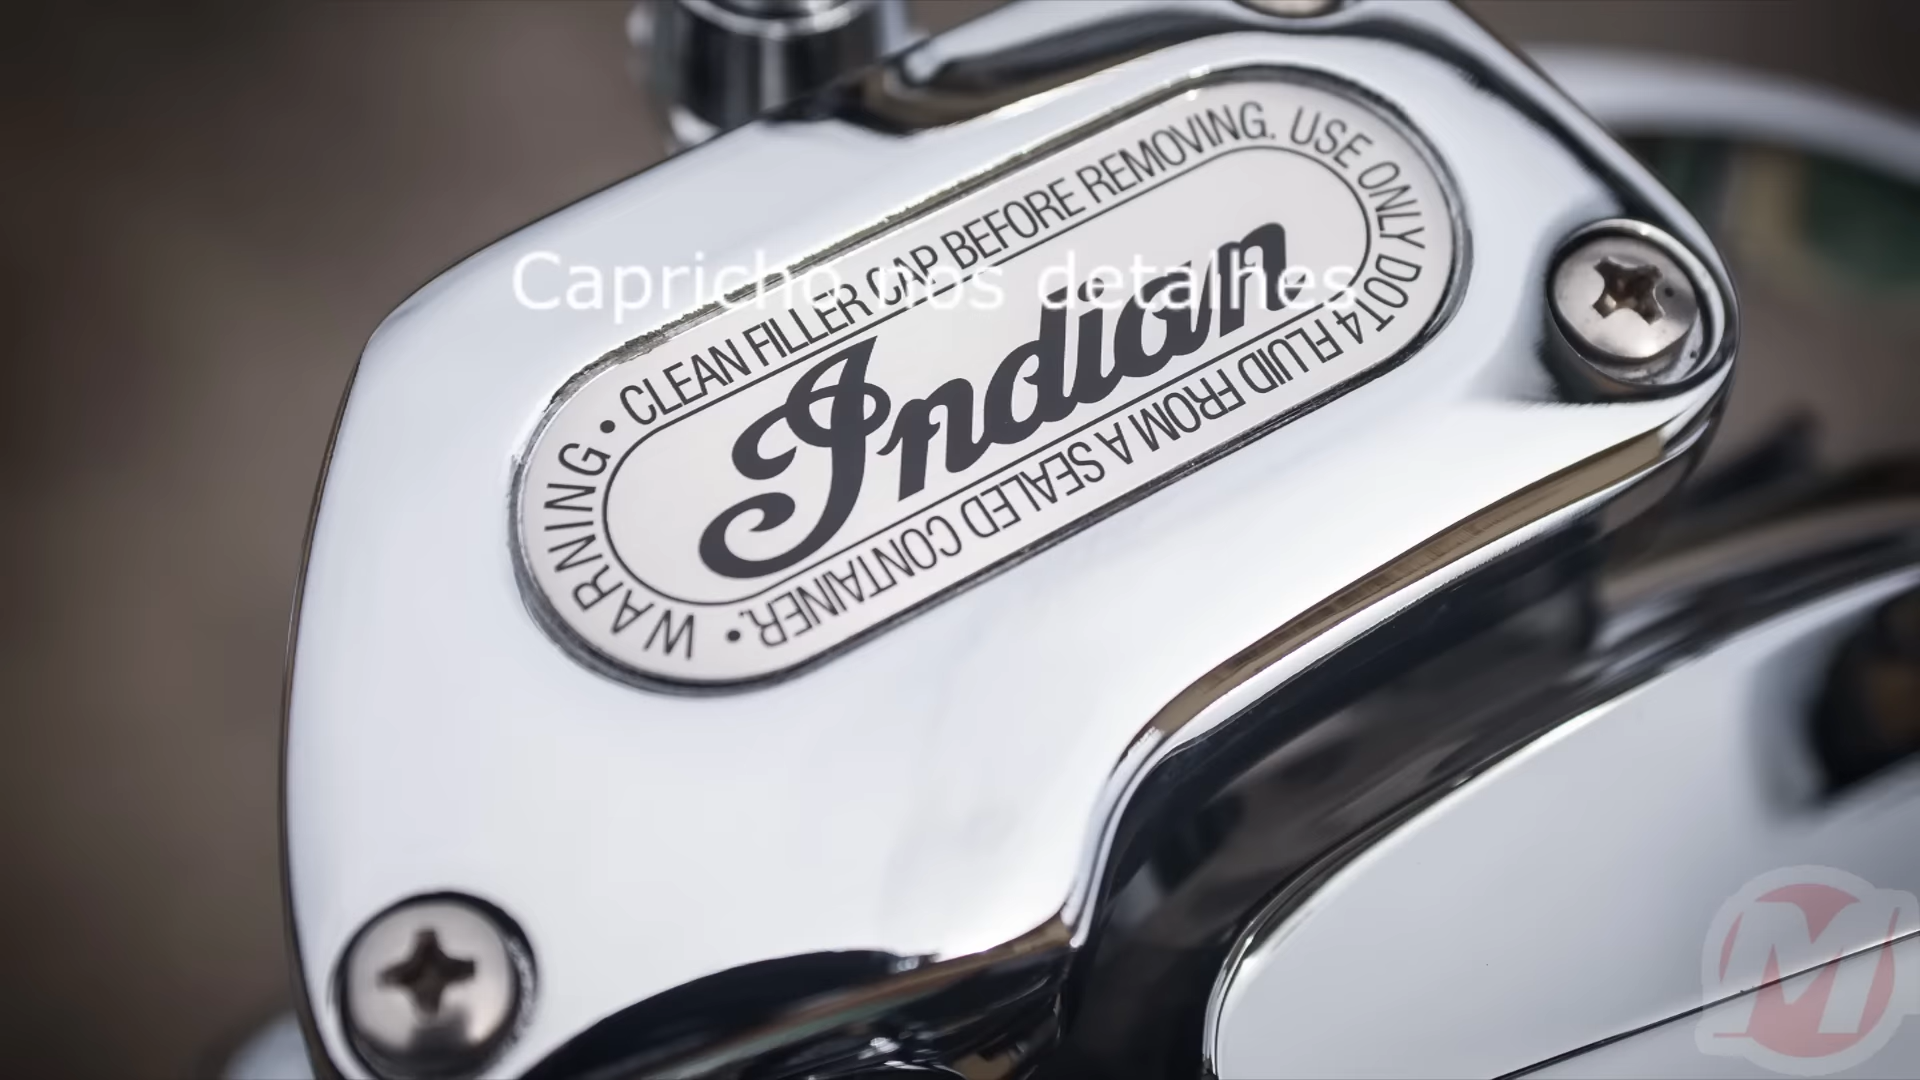 Capricho nos detalhes
WARNING • CLEAN FILLER CAP BEFORE REMOVING. USE ONLY DOT 4 FLUID FROM A SEALED CONTAINER. •
Indian
M